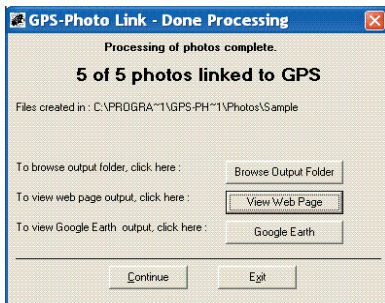 GPS-Photo Link - Done Processing
Processing of photos complete.
5 of 5 photos linked to GPS
Files created in : C:\PROGRA~1\GPS-PH~1\Photos\Sample
To browse output folder, click here :
Browse Output Folder
To view web page output, click here :
View Web Page
To view Google Earth output, click here :
Google Earth
Continue
Exit